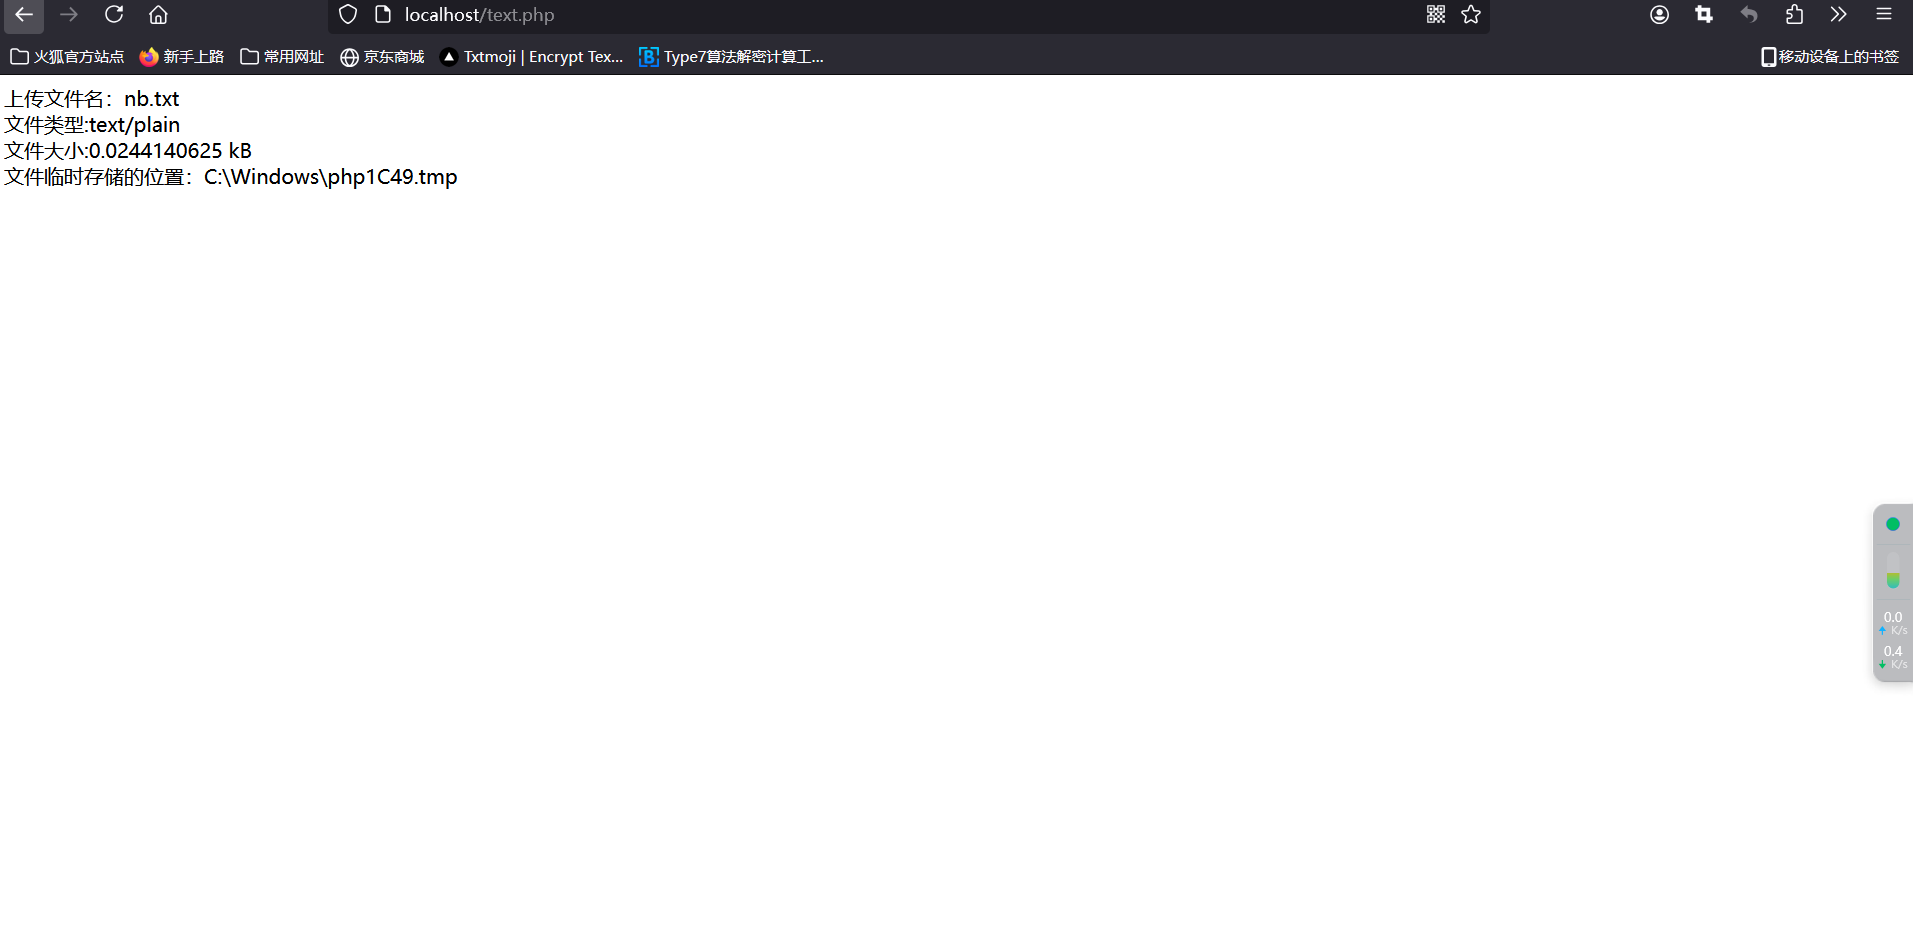 localhost/text.php
火狐官方站点 新手上路 常用网址 京东商城 Txtmoji | Encrypt Tex... Type7算法解密计算工... 移动设备上的书签
上传文件名：nb.txt
文件类型:text/plain
文件大小:0.0244140625 kB
文件临时存储的位置：C:\Windows\php1C49.tmp
0.0
K/s
0.4
K/s